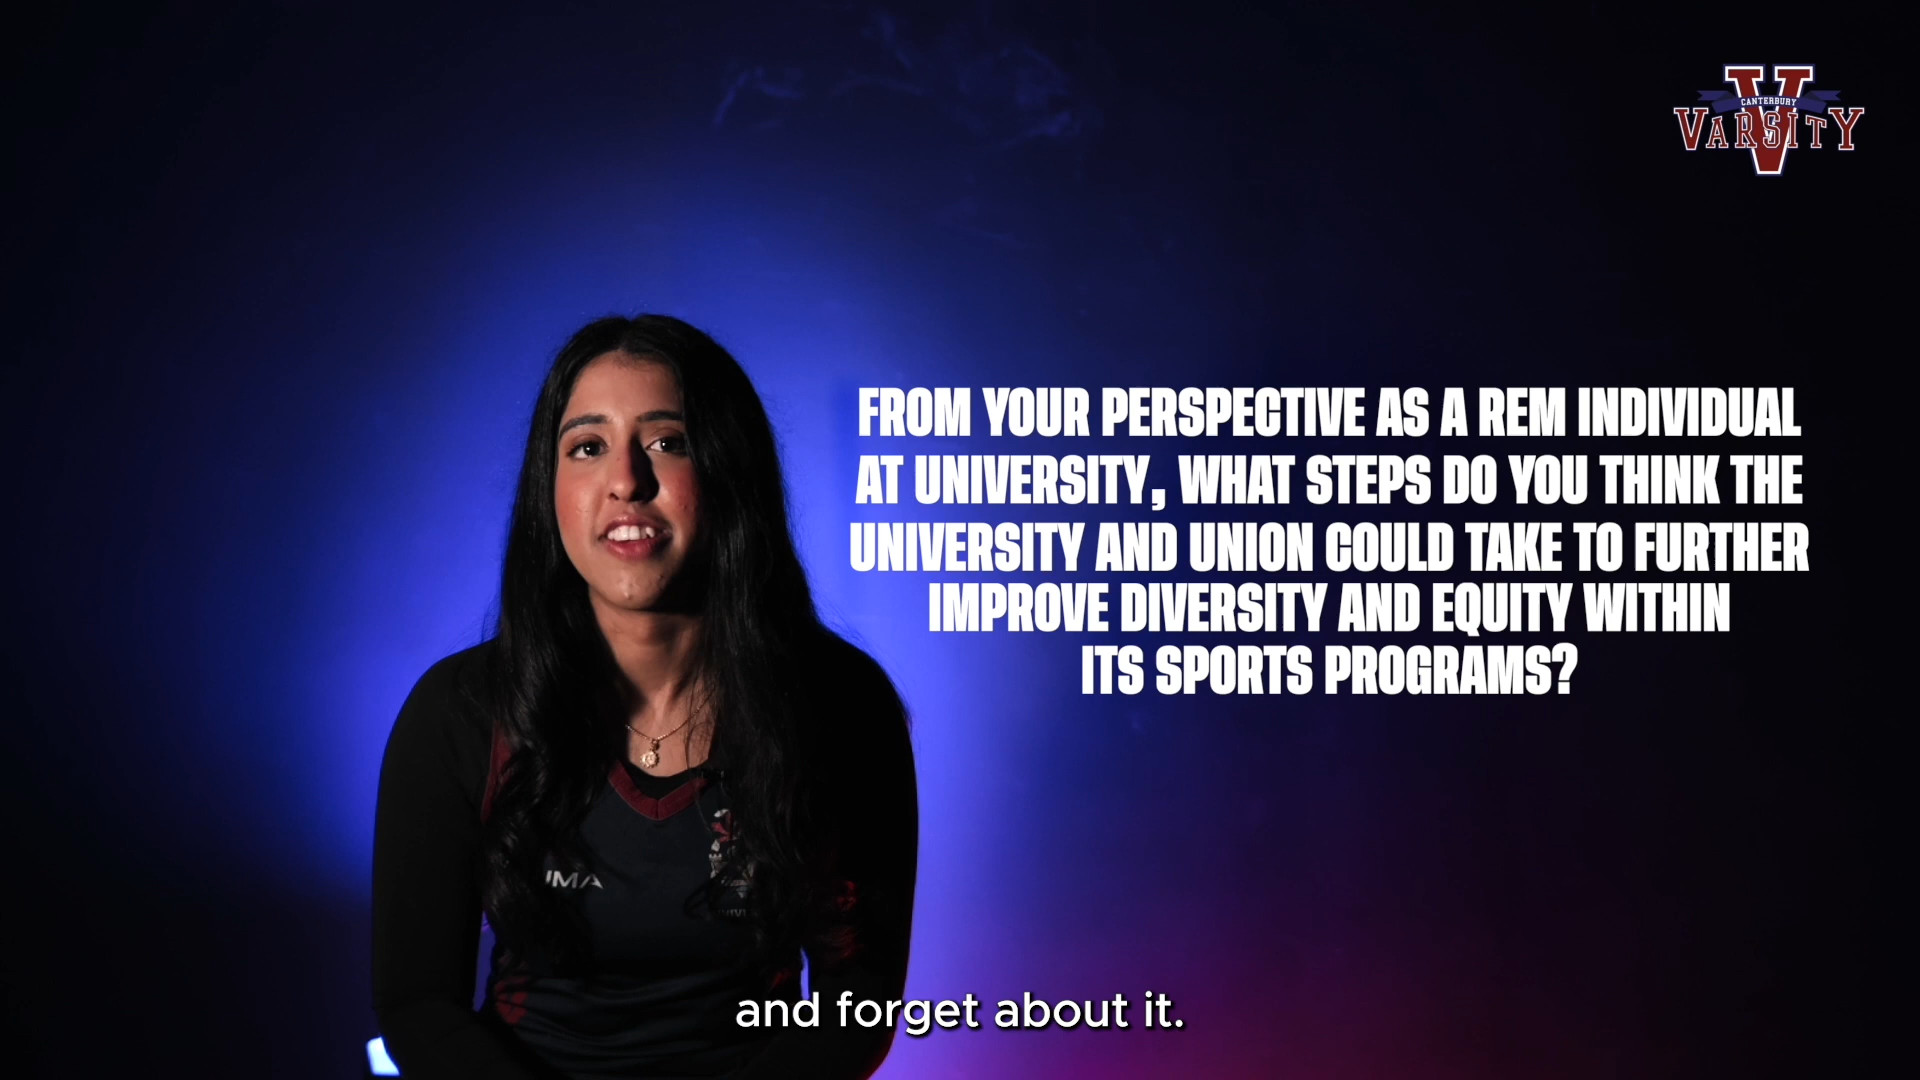 CANTERBURY
VARSITY
FROM YOUR PERSPECTIVE AS A REM INDIVIDUAL
AT UNIVERSITY, WHAT STEPS DO YOU THINK THE
UNIVERSITY AND UNION COULD TAKE TO FURTHER
IMPROVE DIVERSITY AND EQUITY WITHIN
ITS SPORTS PROGRAMS?
and forget about it.